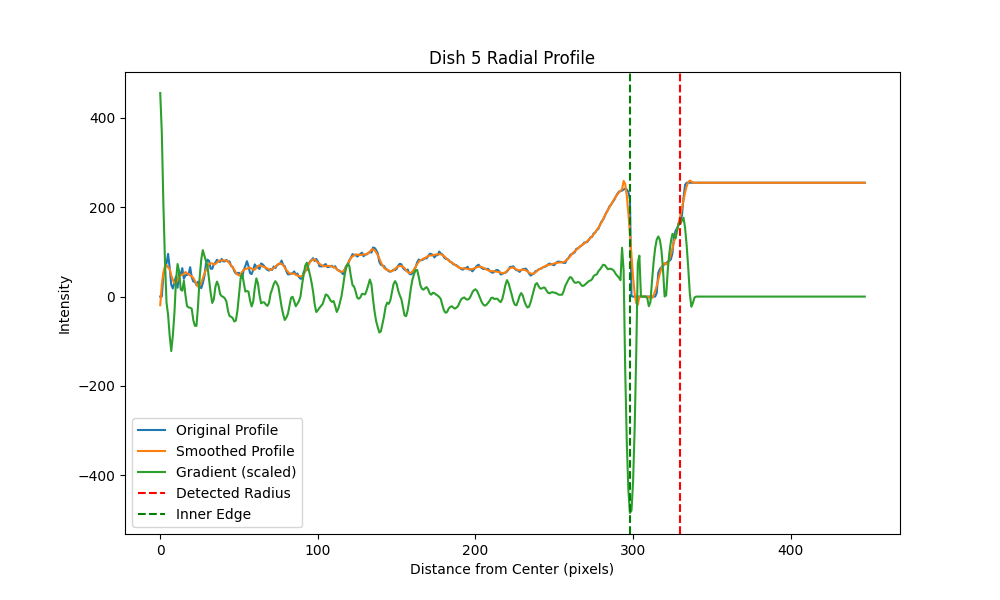 Dish 5 Radial Profile
Intensity
400
200
0
−200
−400
Original Profile
Smoothed Profile
Gradient (scaled)
Detected Radius
Inner Edge
0 100 200 300 400
Distance from Center (pixels)